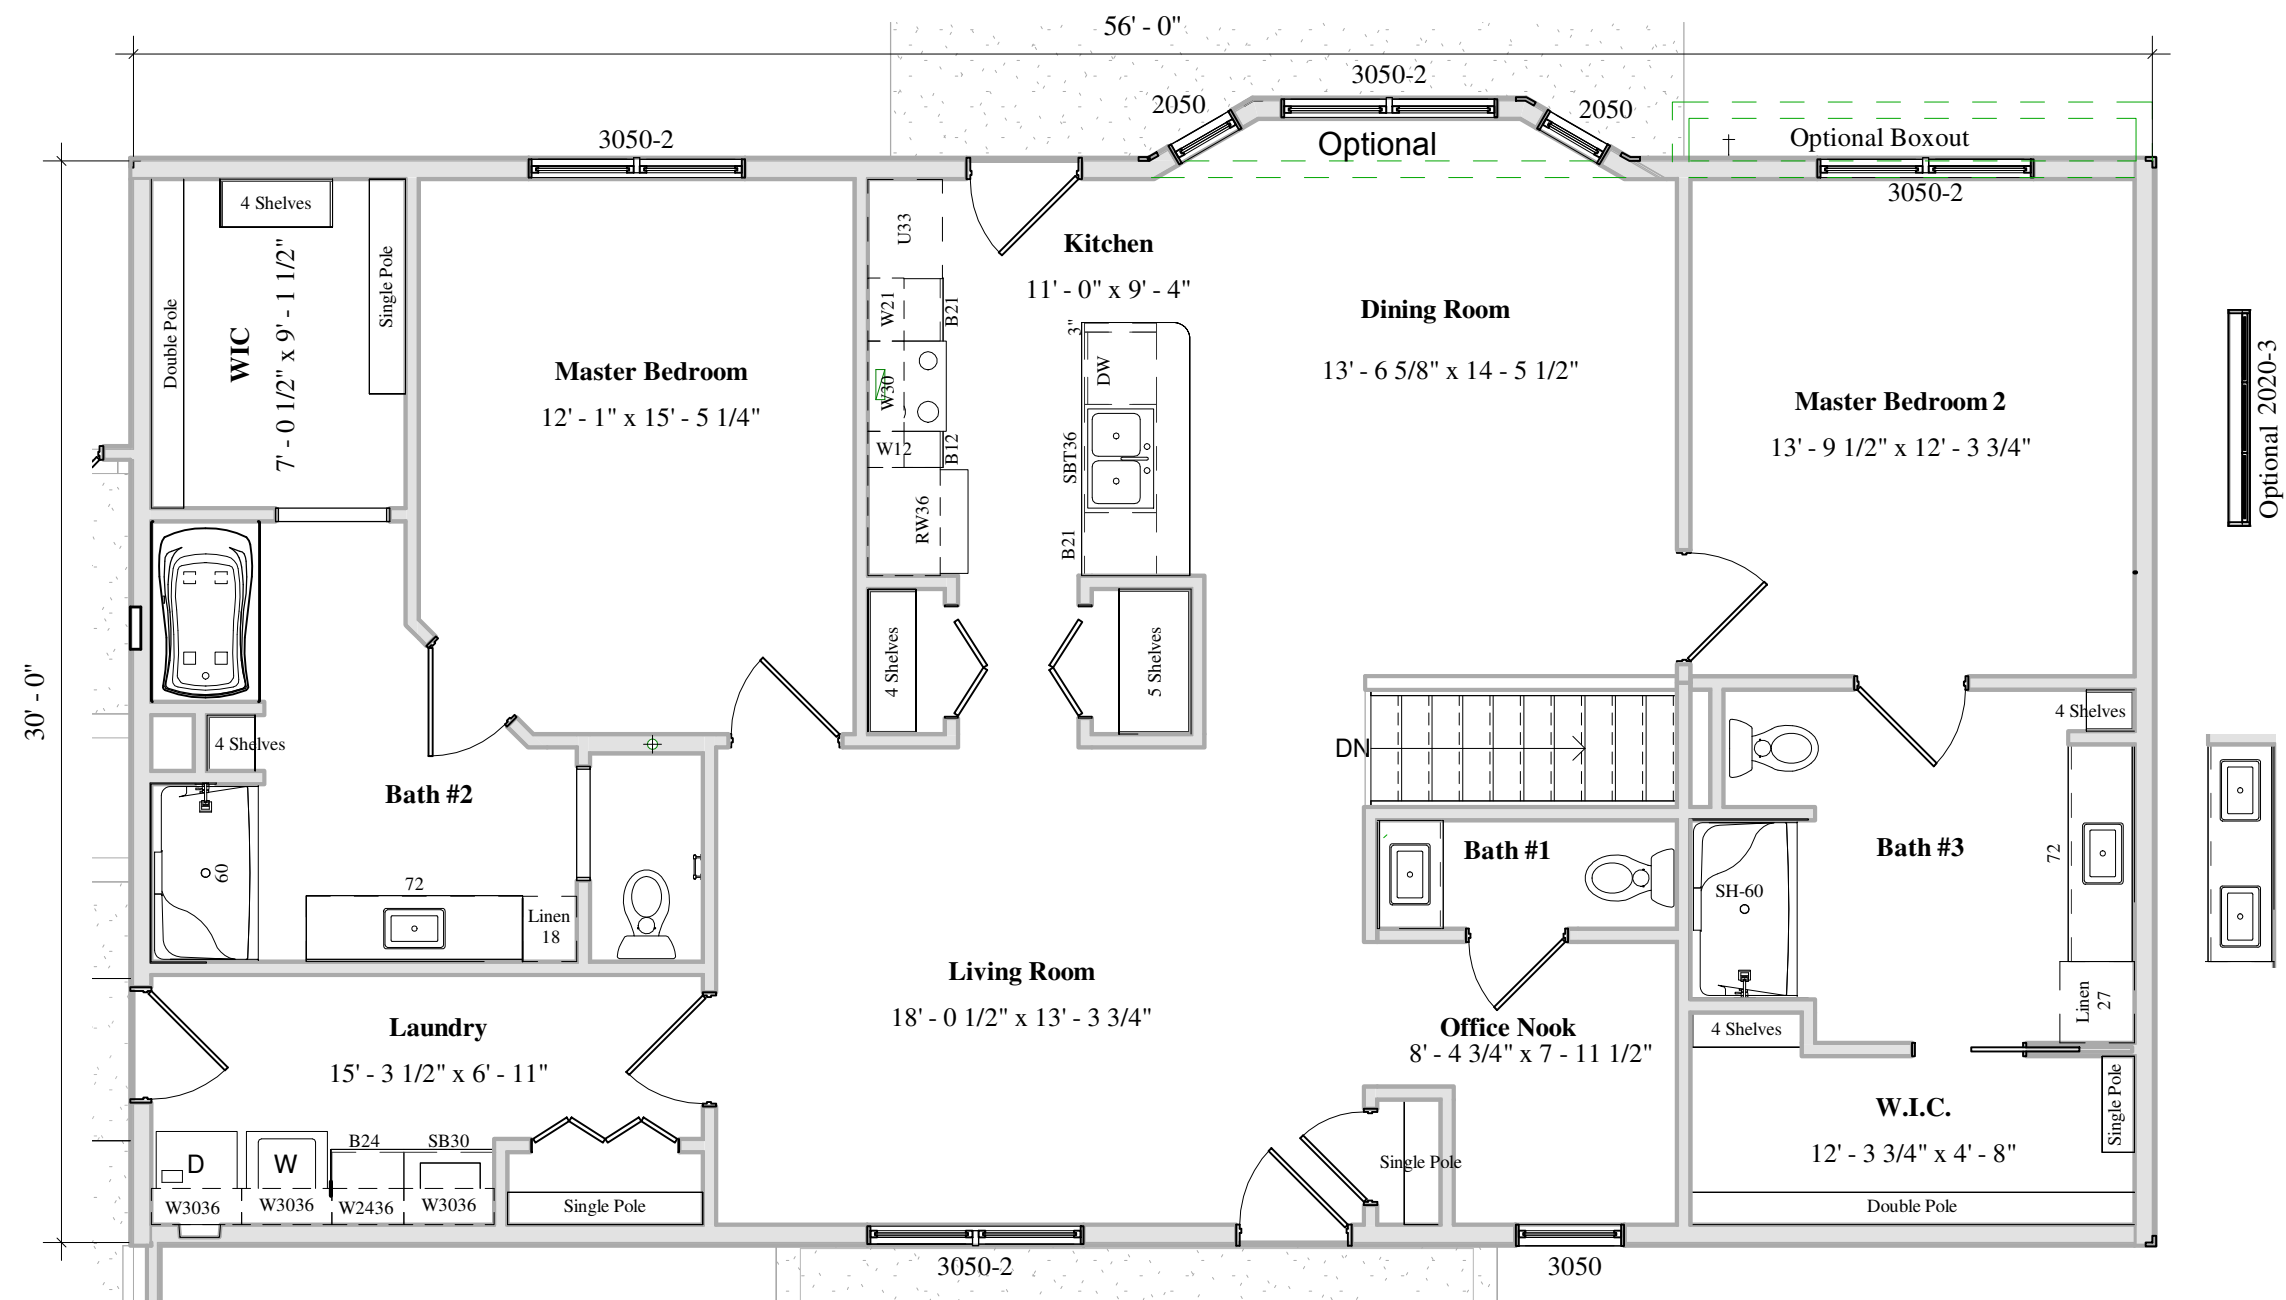 56' - 0"
3050-2
2050
2050
3050-2
Optional
Optional Boxout
3050-2
4 Shelves
Double Pole
WIC
7' - 0 1/2" x 9' - 1 1/2"
Single Pole
Master Bedroom
12' - 1" x 15' - 5 1/4"
U33
W21
B21
W30
W12
B12
RW36
Kitchen
11' - 0" x 9' - 4"
3"
DW
SBT36
B21
Dining Room
13' - 6 5/8" x 14 - 5 1/2"
Master Bedroom 2
13' - 9 1/2" x 12' - 3 3/4"
Optional 2020-3
30' - 0"
4 Shelves
5 Shelves
4 Shelves
DN
4 Shelves
Bath #2
60
72
Linen
18
Bath #1
Bath #3
72
SH-60
Linen
27
Living Room
18' - 0 1/2" x 13' - 3 3/4"
Office Nook
8' - 4 3/4" x 7 - 11 1/2"
4 Shelves
Laundry
15' - 3 1/2" x 6' - 11"
W.I.C.
12' - 3 3/4" x 4' - 8"
Single Pole
B24
SB30
D
W
W3036
W3036
W2436
W3036
Single Pole
Single Pole
Double Pole
3050-2
3050